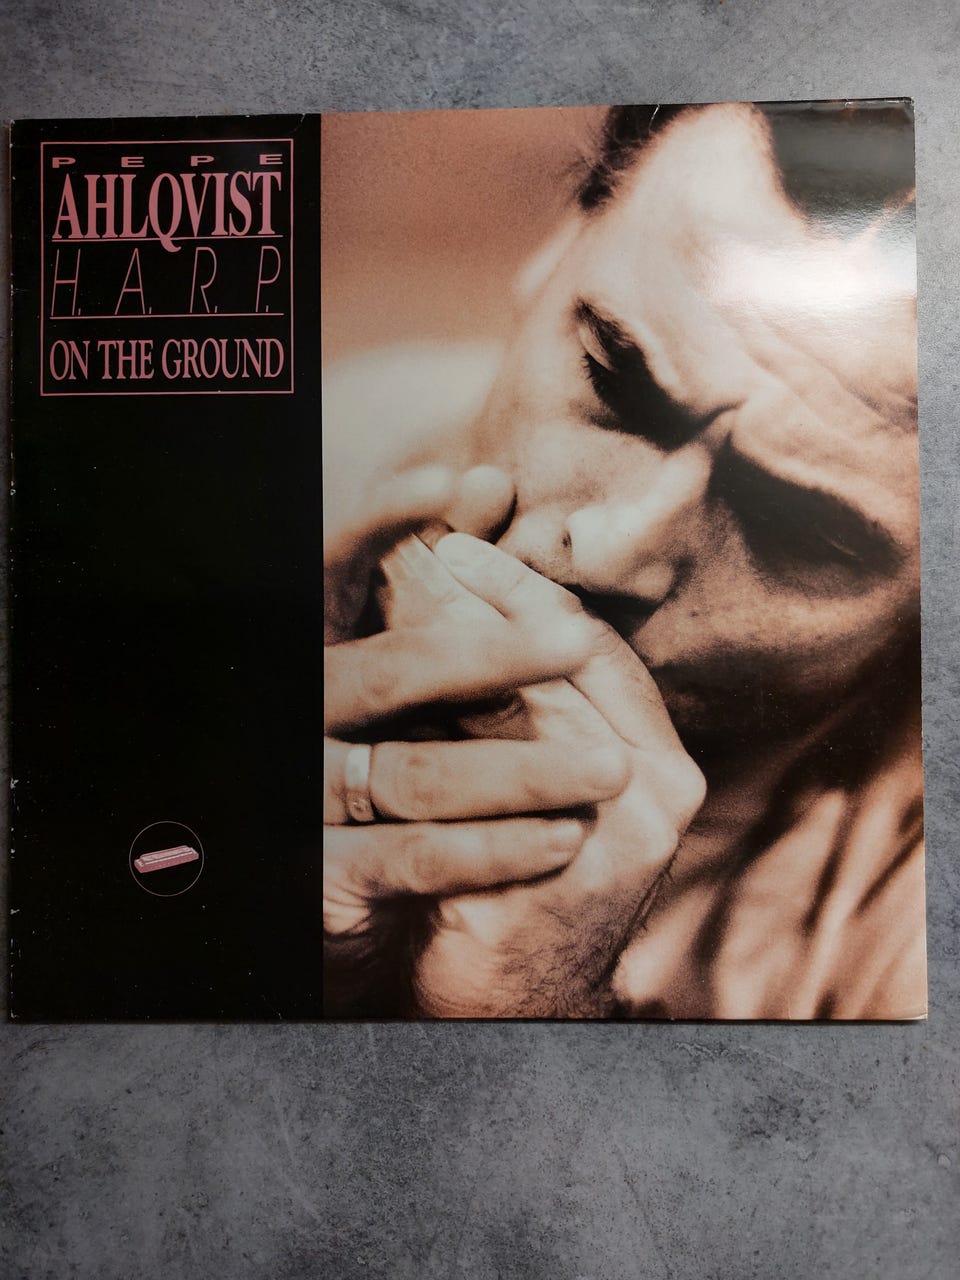 PEPE
AHLQVIST
H.A.R.P.
ON THE GROUND